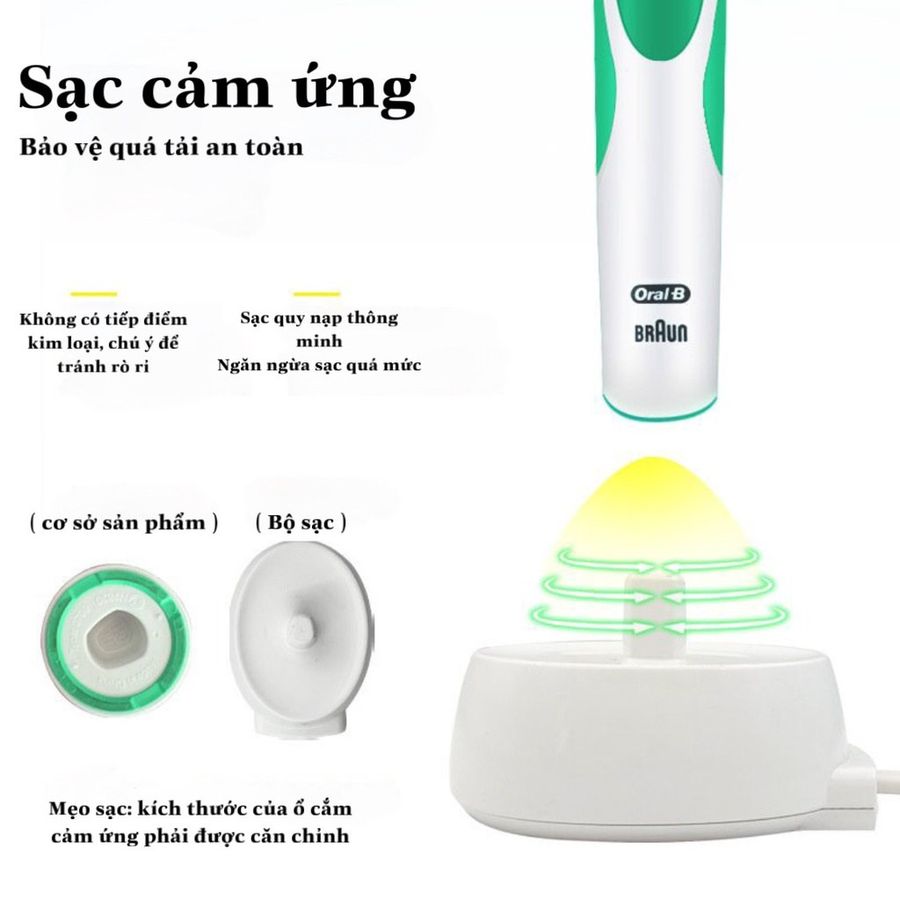 Sạc cảm ứng
Bảo vệ quá tải an toàn
Không có tiếp điểm
kim loại, chú ý để
tránh rò rỉ
Sạc quy nạp thông
minh
Ngăn ngừa sạc quá mức
Oral-B
BRAUN
( cơ sở sản phẩm )
( Bộ sạc )
Mẹo sạc: kích thước của ổ cắm
cảm ứng phải được căn chỉnh